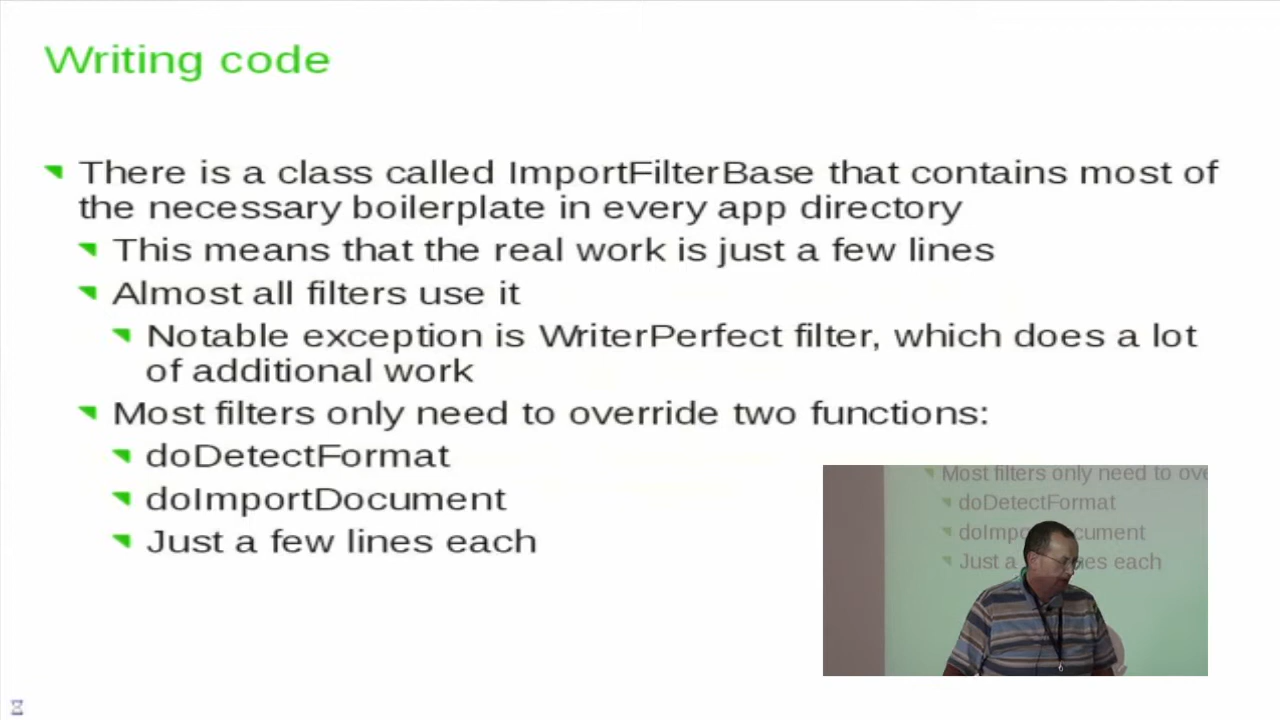 Writing code
There is a class called ImportFilterBase that contains most of
the necessary boilerplate in every app directory
This means that the real work is just a few lines
Almost all filters use it
Notable exception is WriterPerfect filter, which does a lot
of additional work
Most filters only need to override two functions:
doDetectFormat
doImportDocument
Just a few lines each
Most filters only need to ove
doDetectFormat
doImpo cument
Just a es each